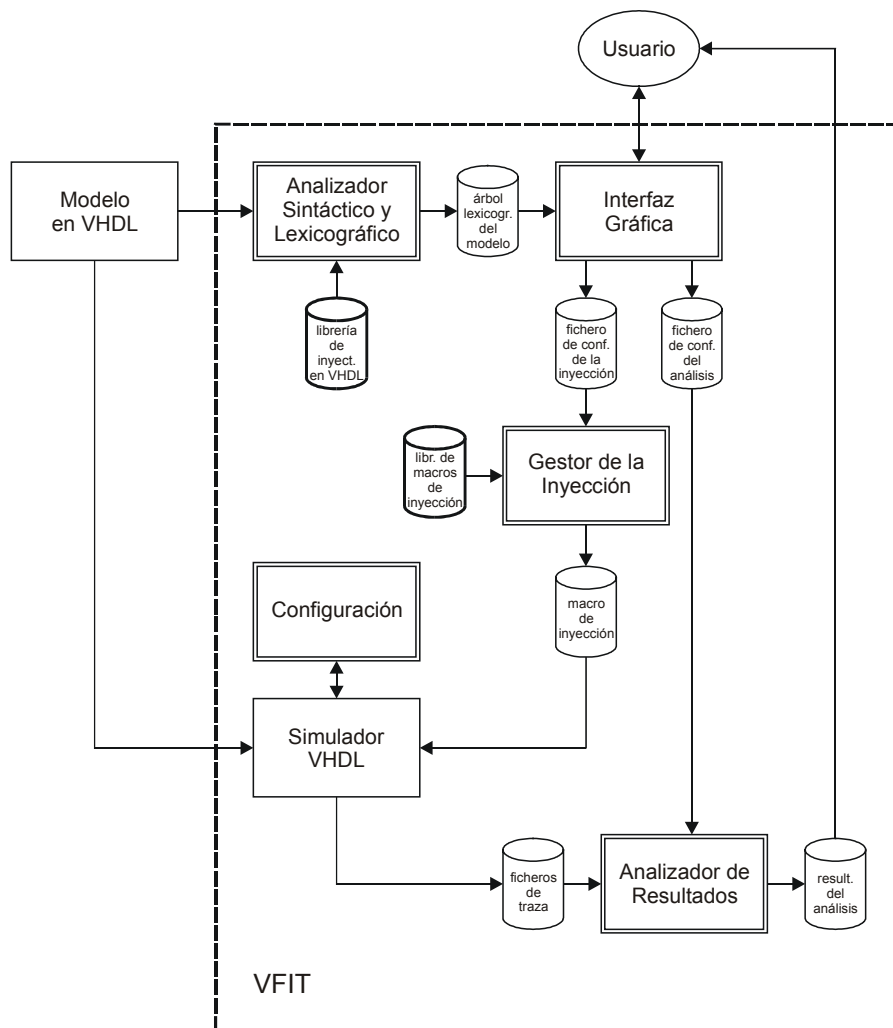 Usuario
Modelo
en VHDL
Analizador
Sintáctico y
Lexicográfico
árbol
lexicogr.
del
modelo
Interfaz
Gráfica
librería
de
inyect.
en VHDL
fichero
de conf.
de la
inyección
fichero
de conf.
del
análisis
libr. de
macros
de
inyección
Gestor de la
Inyección
Configuración
macro
de
inyección
Simulador
VHDL
ficheros
de
traza
Analizador de
Resultados
result.
del
análisis
VFIT